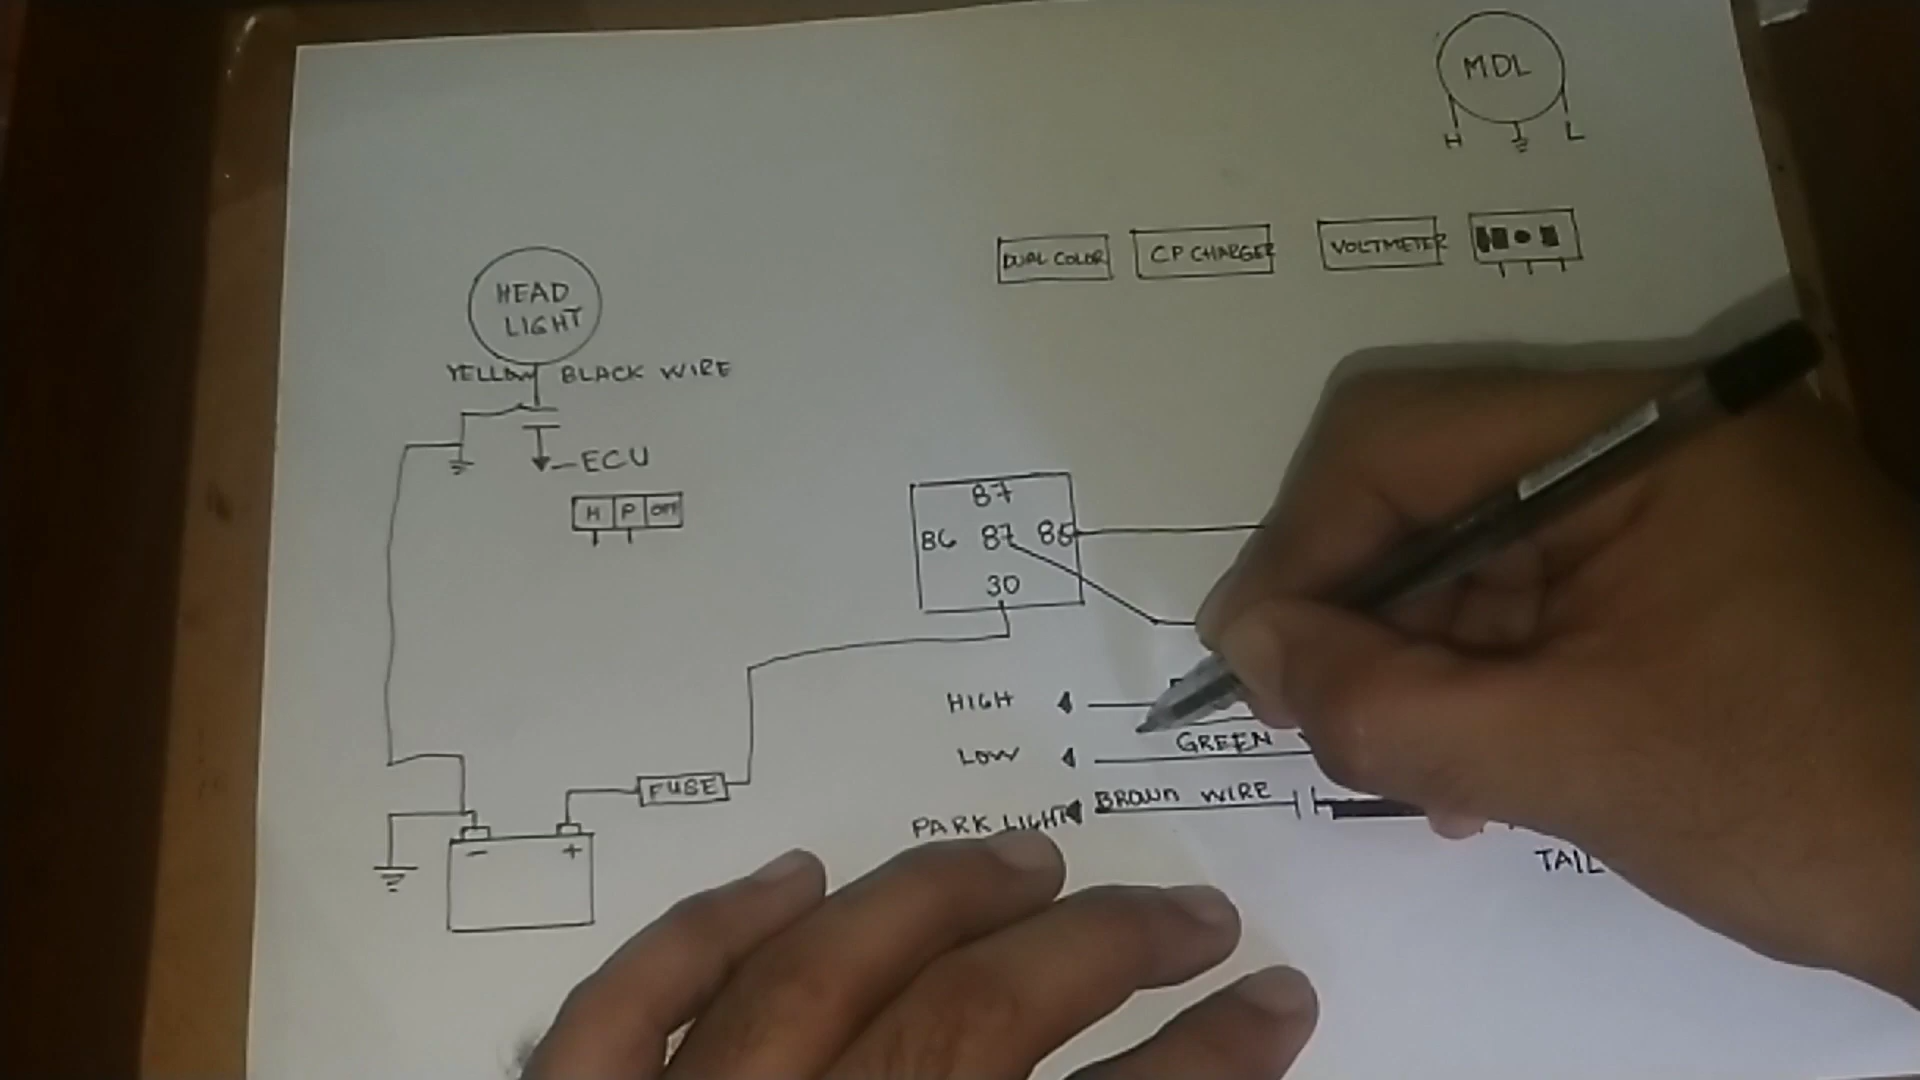 MDL
H L
DUAL COLOR CP CHARGER VOLTMETER
HEAD
LIGHT
YELLOW BLACK WIRE
ECU
H P OFF
87
86 87 85
30
HIGH
GREEN
LOW
FUSE
BROWN WIRE
PARK LIGHT
- +
TAIL